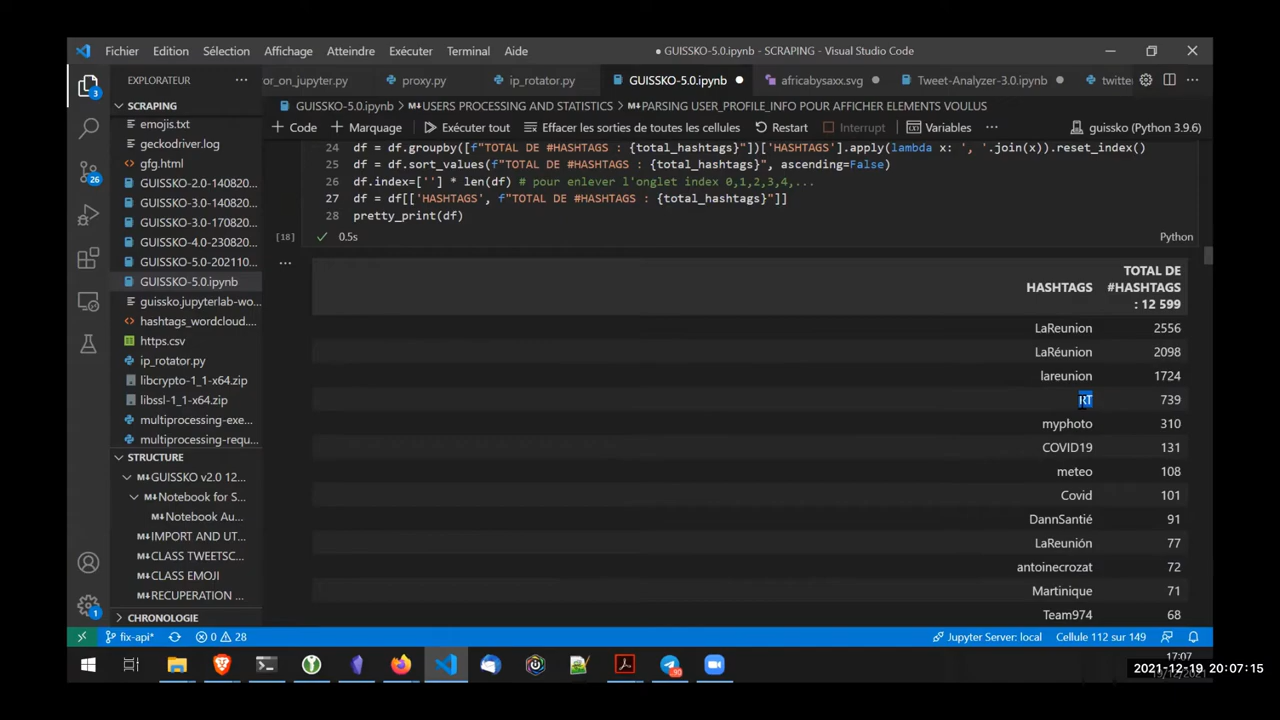 Fichier Edition Sélection Affichage Atteindre Exécuter Terminal Aide
● GUISSKO-5.0.ipynb - SCRAPING - Visual Studio Code
EXPLORATEUR ...
or_on_jupyter.py proxy.py ip_rotator.py GUISSKO-5.0.ipynb africabysaxx.svg Tweet-Analyzer-3.0.ipynb twitte
SCRAPING
GUISSKO-5.0.ipynb > USERS PROCESSING AND STATISTICS > PARSING USER_PROFILE_INFO POUR AFFICHER ELEMENTS VOULUS
+ Code + Marquage Exécuter tout Effacer les sorties de toutes les cellules Restart Interrupt Variables ... guissko (Python 3.9.6)
emojis.txt
geckodriver.log
gfg.html
GUISSKO-2.0-140820...
GUISSKO-3.0-140820...
GUISSKO-3.0-170820...
GUISSKO-4.0-230820...
GUISSKO-5.0-202110...
GUISSKO-5.0.ipynb
guissko.jupyterlab-wo...
hashtags_wordcloud....
https.csv
ip_rotator.py
libcrypto-1_1-x64.zip
libssl-1_1-x64.zip
multiprocessing-exe...
multiprocessing-requ...
STRUCTURE
GUISSKO v2.0 12...
Notebook for S...
Notebook Au...
IMPORT AND UT...
CLASS TWEETSC...
CLASS EMOJI
RECUPERATION ...
CHRONOLOGIE
3
26
1
24 df = df.groupby([f"TOTAL DE #HASHTAGS : {total_hashtags}"])['HASHTAGS'].apply(lambda x: ', '.join(x)).reset_index()
25 df = df.sort_values(f"TOTAL DE #HASHTAGS : {total_hashtags}", ascending=False)
26 df.index=[''] * len(df) # pour enlever l'onglet index 0,1,2,3,4,...
27 df = df[['HASHTAGS', f"TOTAL DE #HASHTAGS : {total_hashtags}"]]
28 pretty_print(df)
[18] 0.5s Python
...
HASHTAGS TOTAL DE #HASHTAGS : 12 599
LaReunion 2556
LaRéunion 2098
lareunion 1724
RT 739
myphoto 310
COVID19 131
meteo 108
Covid 101
DannSantié 91
LaReunión 77
antoinecrozat 72
Martinique 71
Team974 68
fix-api* 0 28 Jupyter Server: local Cellule 112 sur 149
17:07
2021-12-19 20:07:15